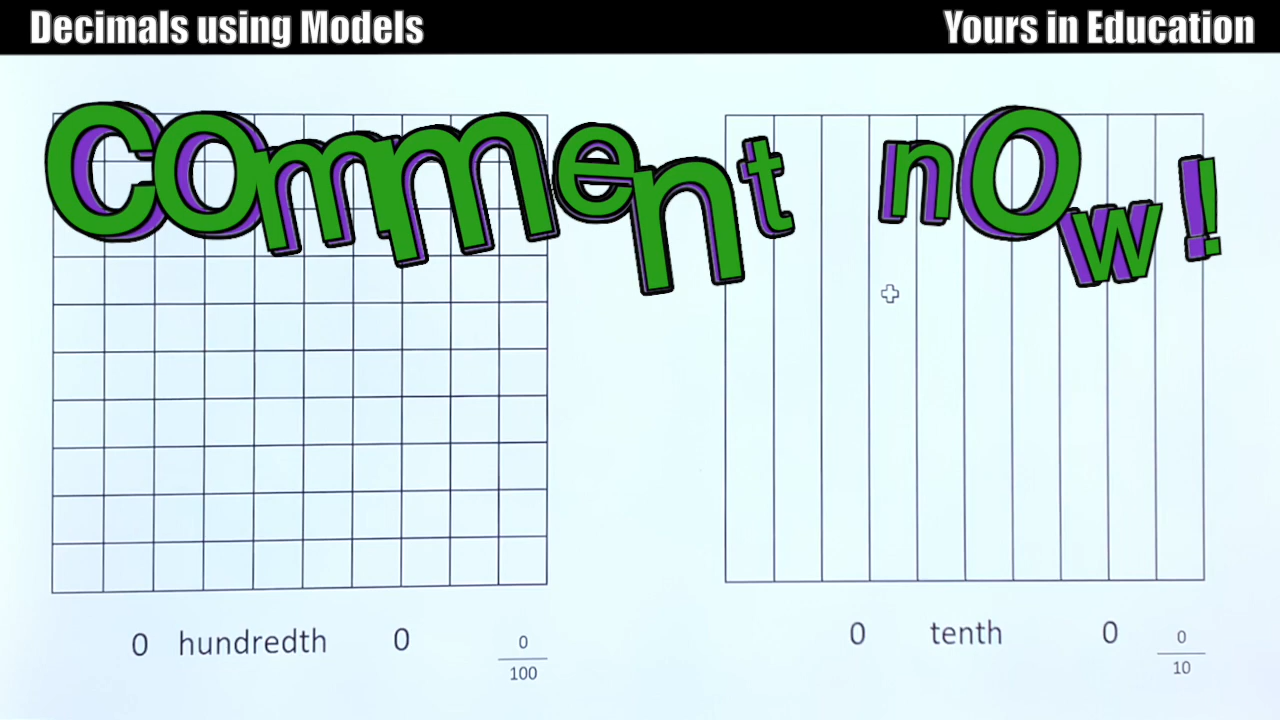 Decimals using Models
Yours in Education
Comment nOw!
0 hundredth 0 0/100
0 tenth 0 0/10